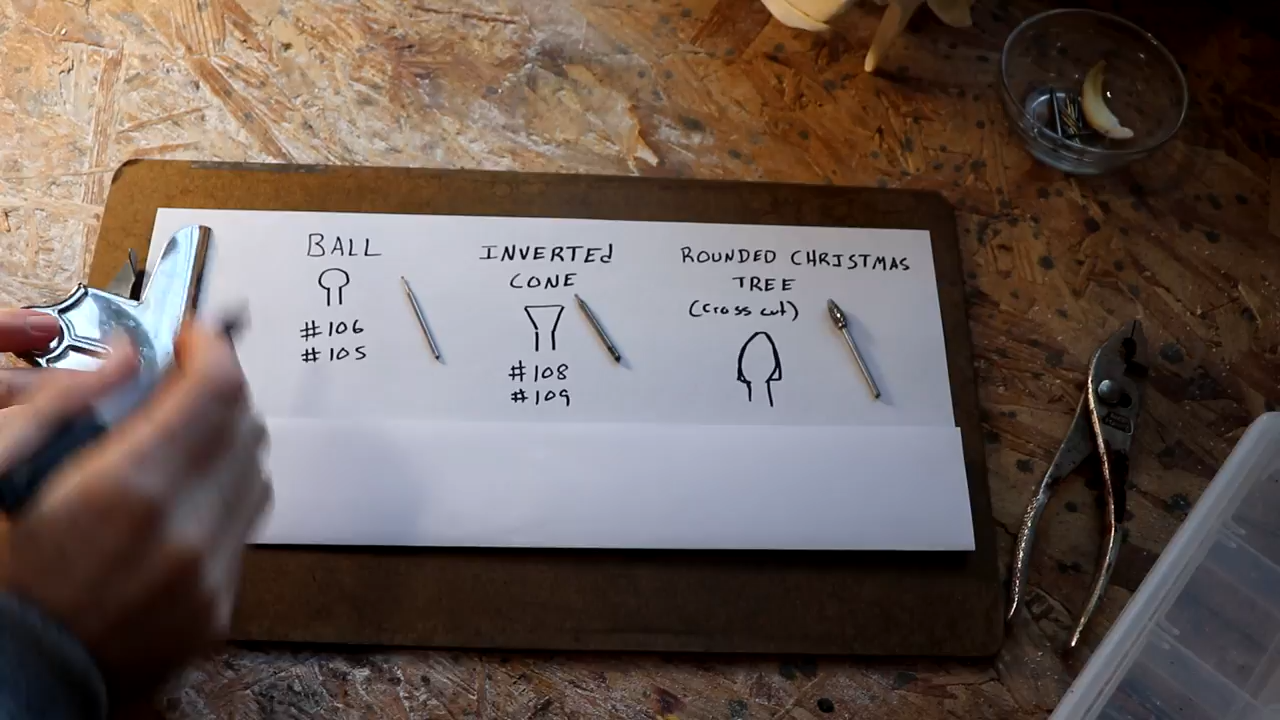 BALL
#106
#105
INVERTEd
CONE
#108
#109
ROUNDED CHRISTMAS
TREE
(cross cut)